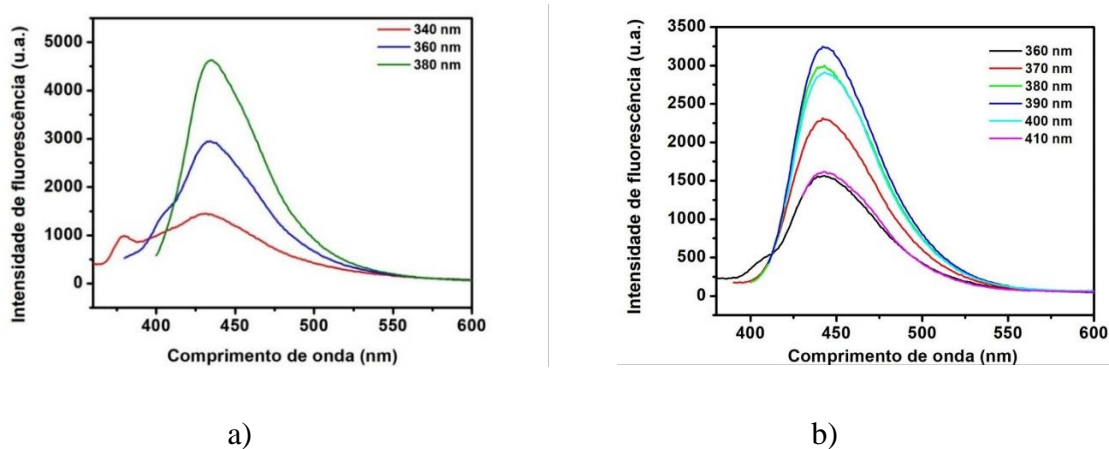 Intensidade de fluorescência (u.a.)
5000
4000
3000
2000
1000
0
340 nm
360 nm
380 nm
400
450
500
550
600
Comprimento de onda (nm)
a)
Intensidade de fluorescência (u.a.)
3500
3000
2500
2000
1500
1000
500
0
360 nm
370 nm
380 nm
390 nm
400 nm
410 nm
400
450
500
550
600
Comprimento de onda (nm)
b)